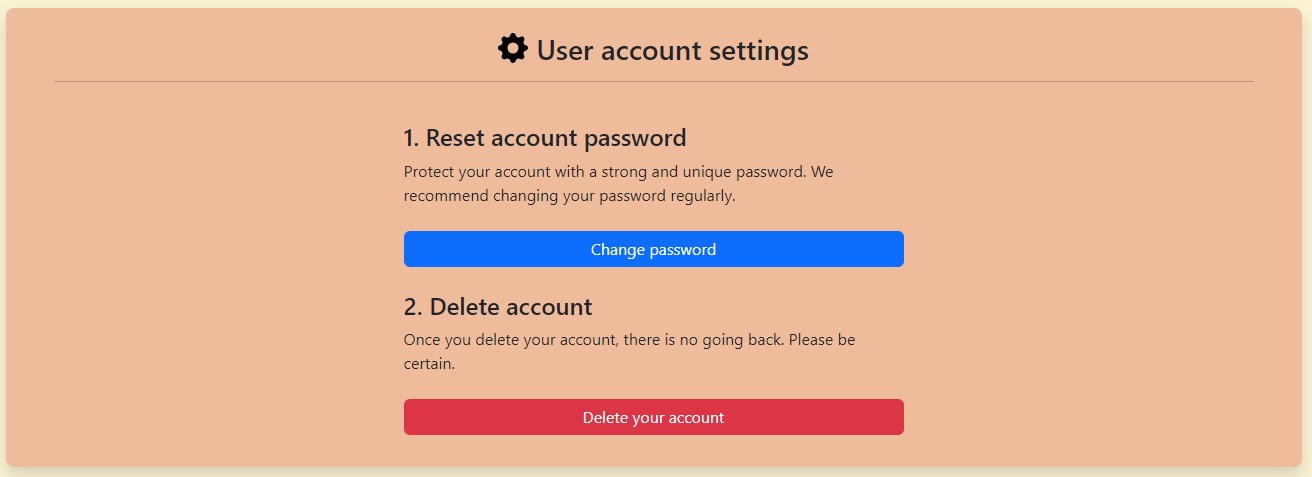 User account settings
1. Reset account password
Protect your account with a strong and unique password. We
recommend changing your password regularly.
Change password
2. Delete account
Once you delete your account, there is no going back. Please be
certain.
Delete your account